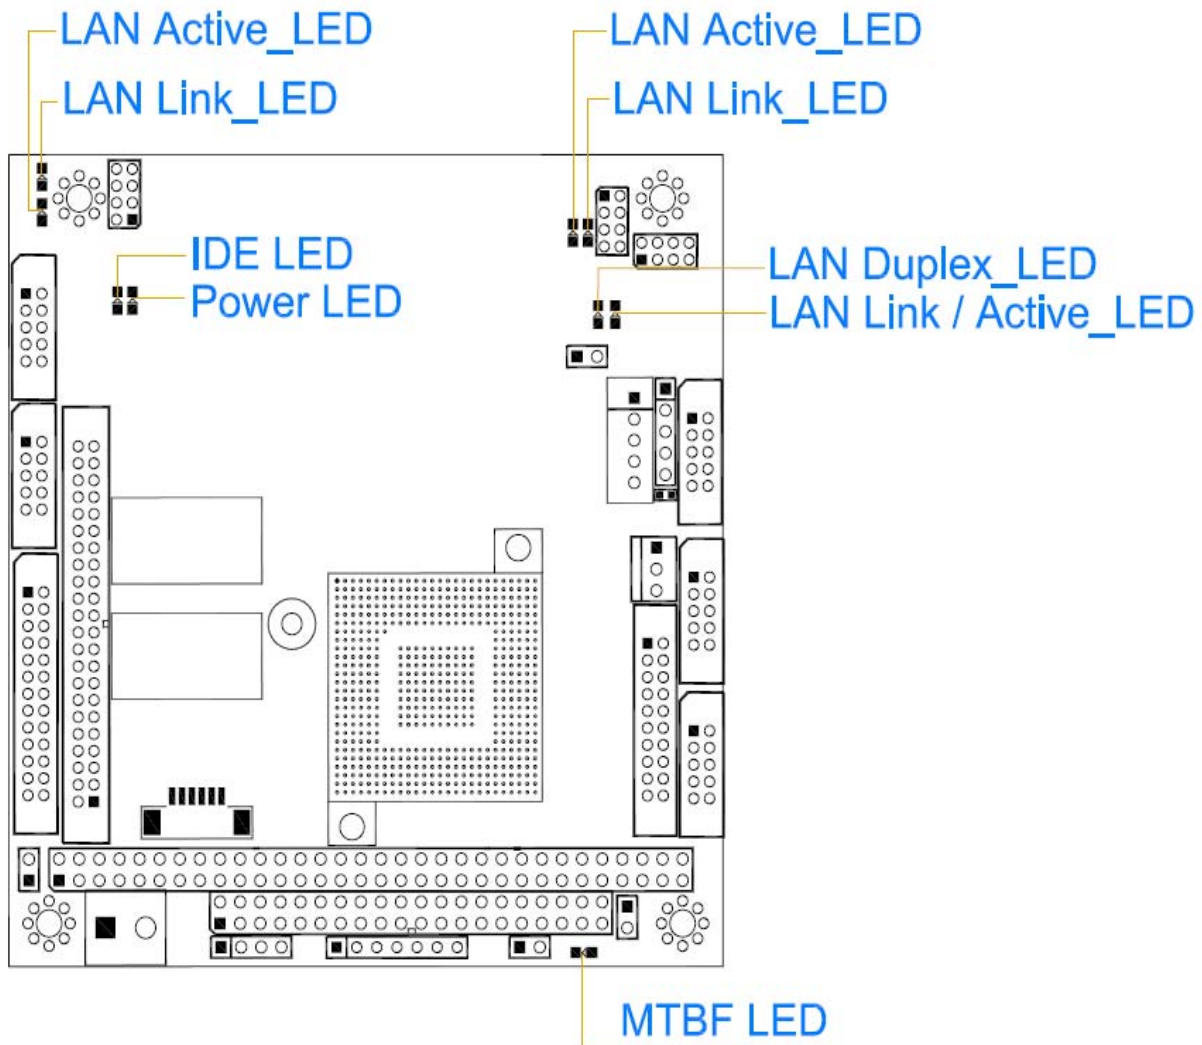 LAN Active_LED
LAN Active_LED
LAN Link_LED
LAN Link_LED
IDE LED
LAN Duplex_LED
Power LED
LAN Link / Active_LED
MTBF LED